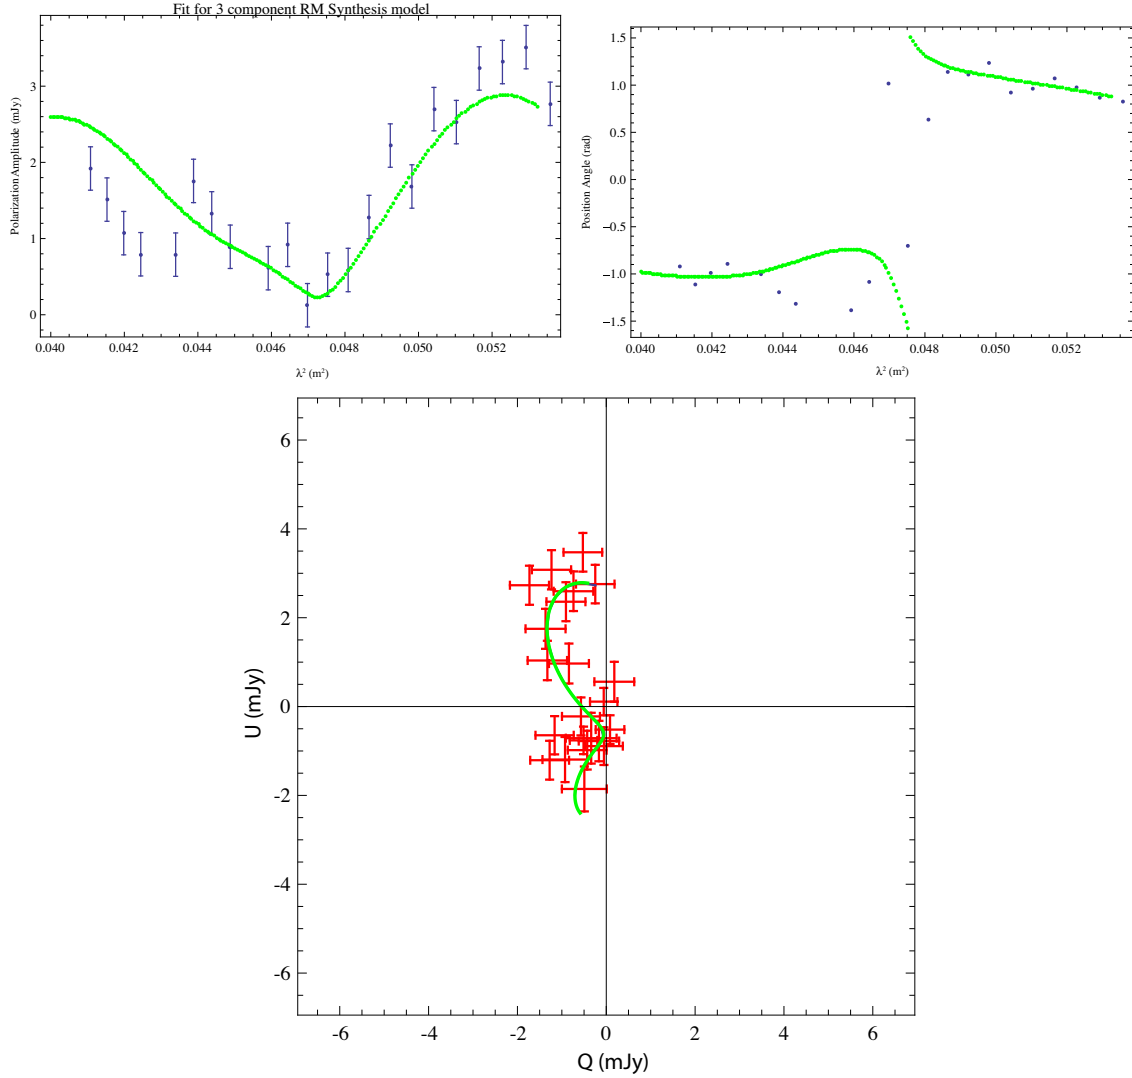 Fit for 3 component RM Synthesis model
Polarization Amplitude (mJy)
3
2
1
0
0.040 0.042 0.044 0.046 0.048 0.050 0.052
λ² (m²)
Position Angle (rad)
1.5
1.0
0.5
0.0
−0.5
−1.0
−1.5
0.040 0.042 0.044 0.046 0.048 0.050 0.052
λ² (m²)
U (mJy)
6
4
2
0
-2
-4
-6
-6 -4 -2 0 2 4 6
Q (mJy)